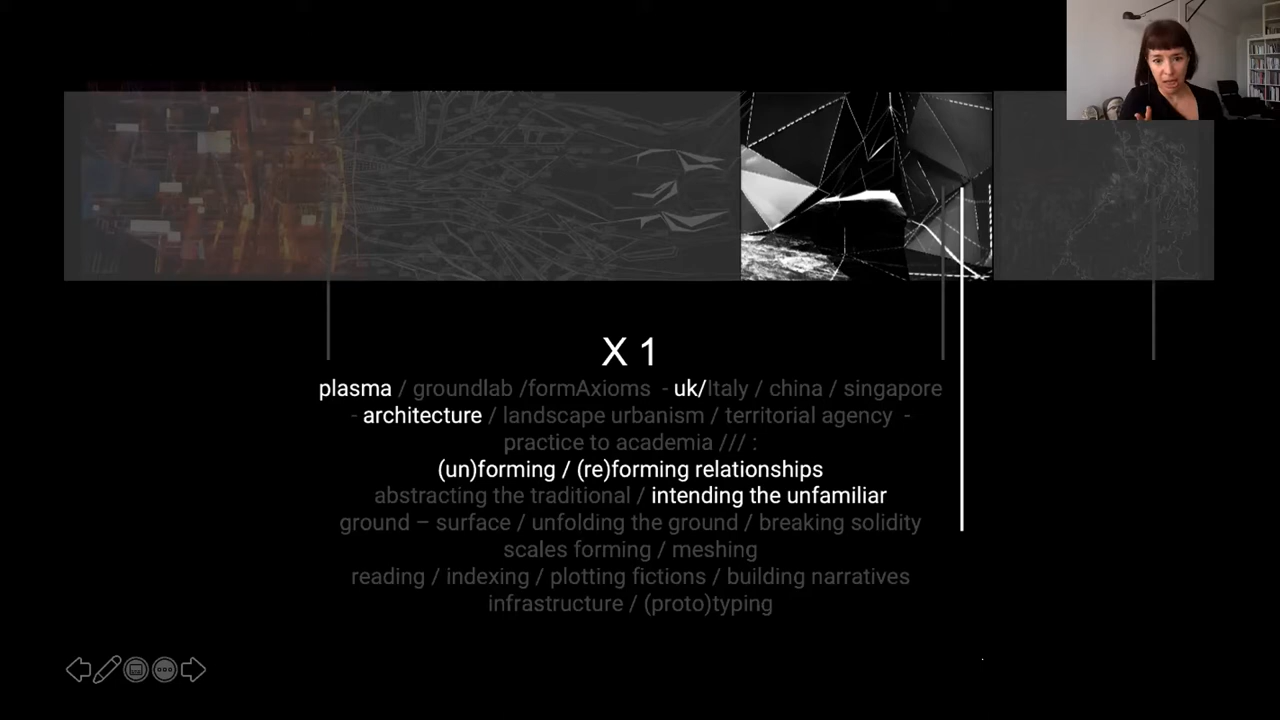 X 1
plasma / groundlab /formAxioms - uk/Italy / china / singapore
- architecture / landscape urbanism / territorial agency -
practice to academia /// :
(un)forming / (re)forming relationships
abstracting the traditional / intending the unfamiliar
ground – surface / unfolding the ground / breaking solidity
scales forming / meshing
reading / indexing / plotting fictions / building narratives
infrastructure / (proto)typing